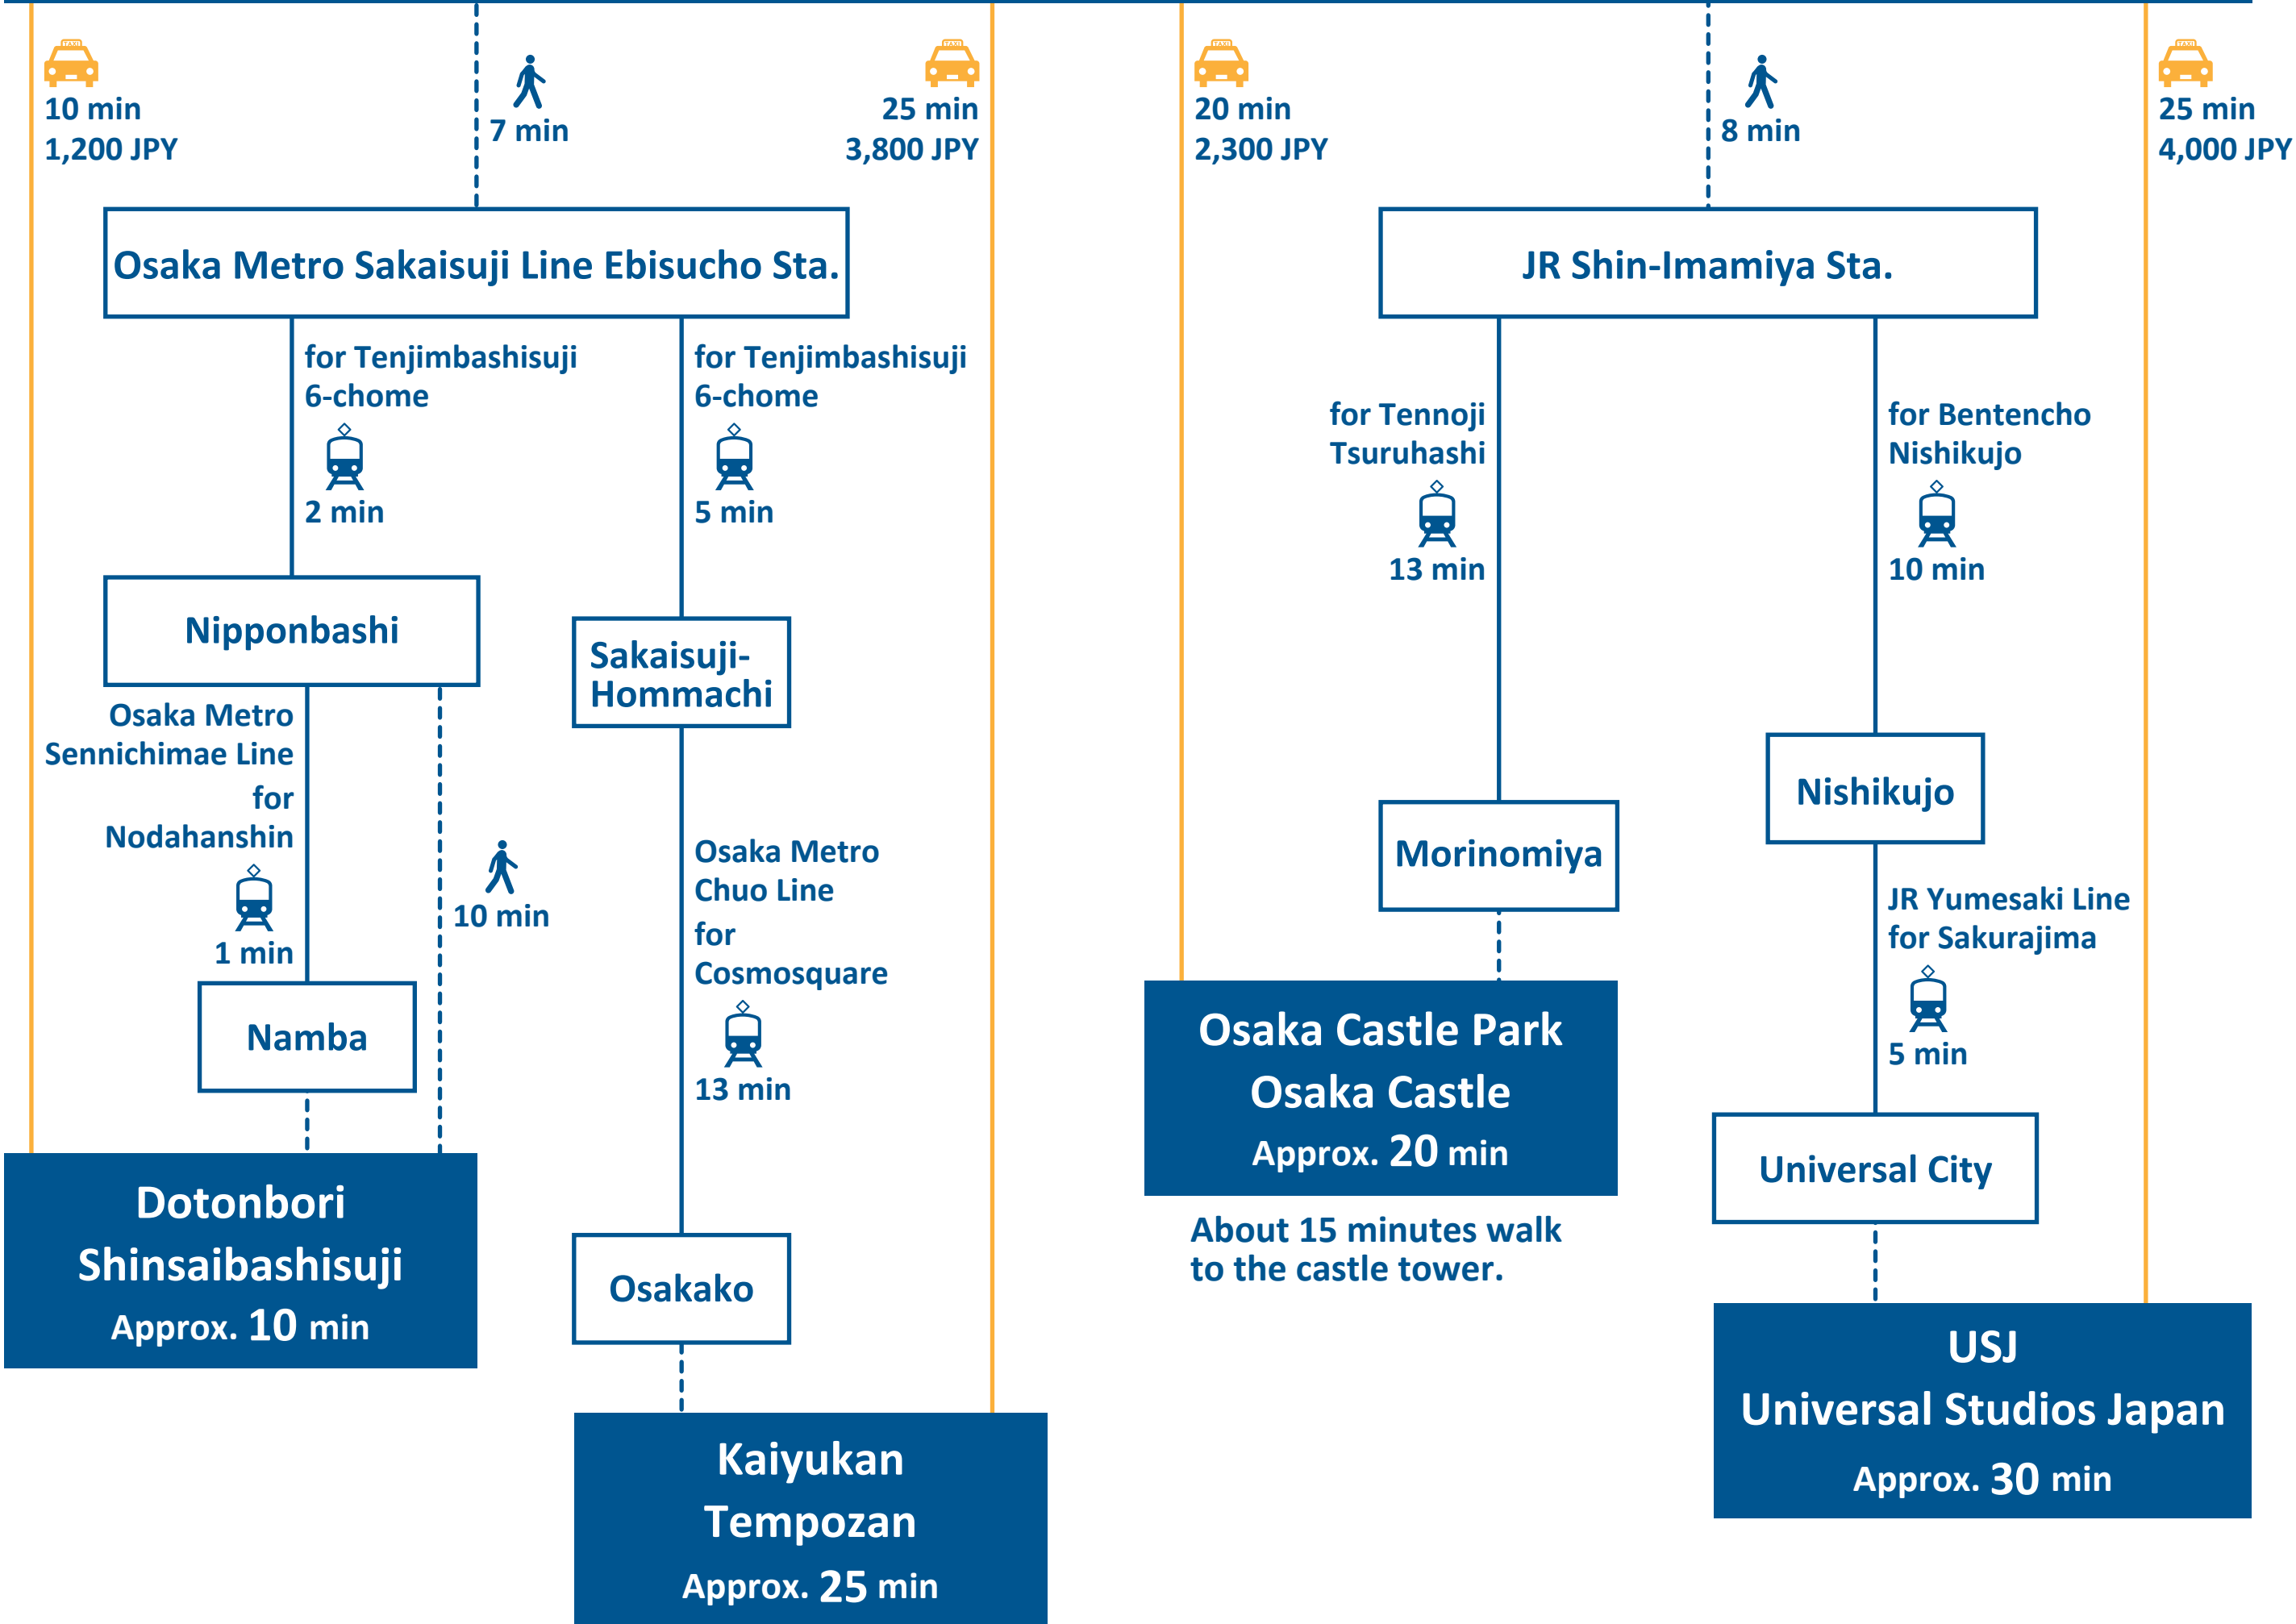 TAXI
10 min
1,200 JPY
7 min
TAXI
25 min
3,800 JPY
TAXI
20 min
2,300 JPY
8 min
TAXI
25 min
4,000 JPY
Osaka Metro Sakaisuji Line Ebisucho Sta.
for Tenjimbashisuji
6-chome
2 min
for Tenjimbashisuji
6-chome
5 min
Nipponbashi
Sakaisuji-
Hommachi
Osaka Metro
Sennichimae Line
for
Nodahanshin
1 min
10 min
Osaka Metro
Chuo Line
for
Cosmosquare
13 min
Namba
Dotonbori
Shinsaibashisuji
Approx. 10 min
Osakako
Kaiyukan
Tempozan
Approx. 25 min
JR Shin-Imamiya Sta.
for Tennoji
Tsuruhashi
13 min
for Bentencho
Nishikujo
10 min
Morinomiya
Nishikujo
Osaka Castle Park
Osaka Castle
Approx. 20 min
About 15 minutes walk
to the castle tower.
JR Yumesaki Line
for Sakurajima
5 min
Universal City
USJ
Universal Studios Japan
Approx. 30 min